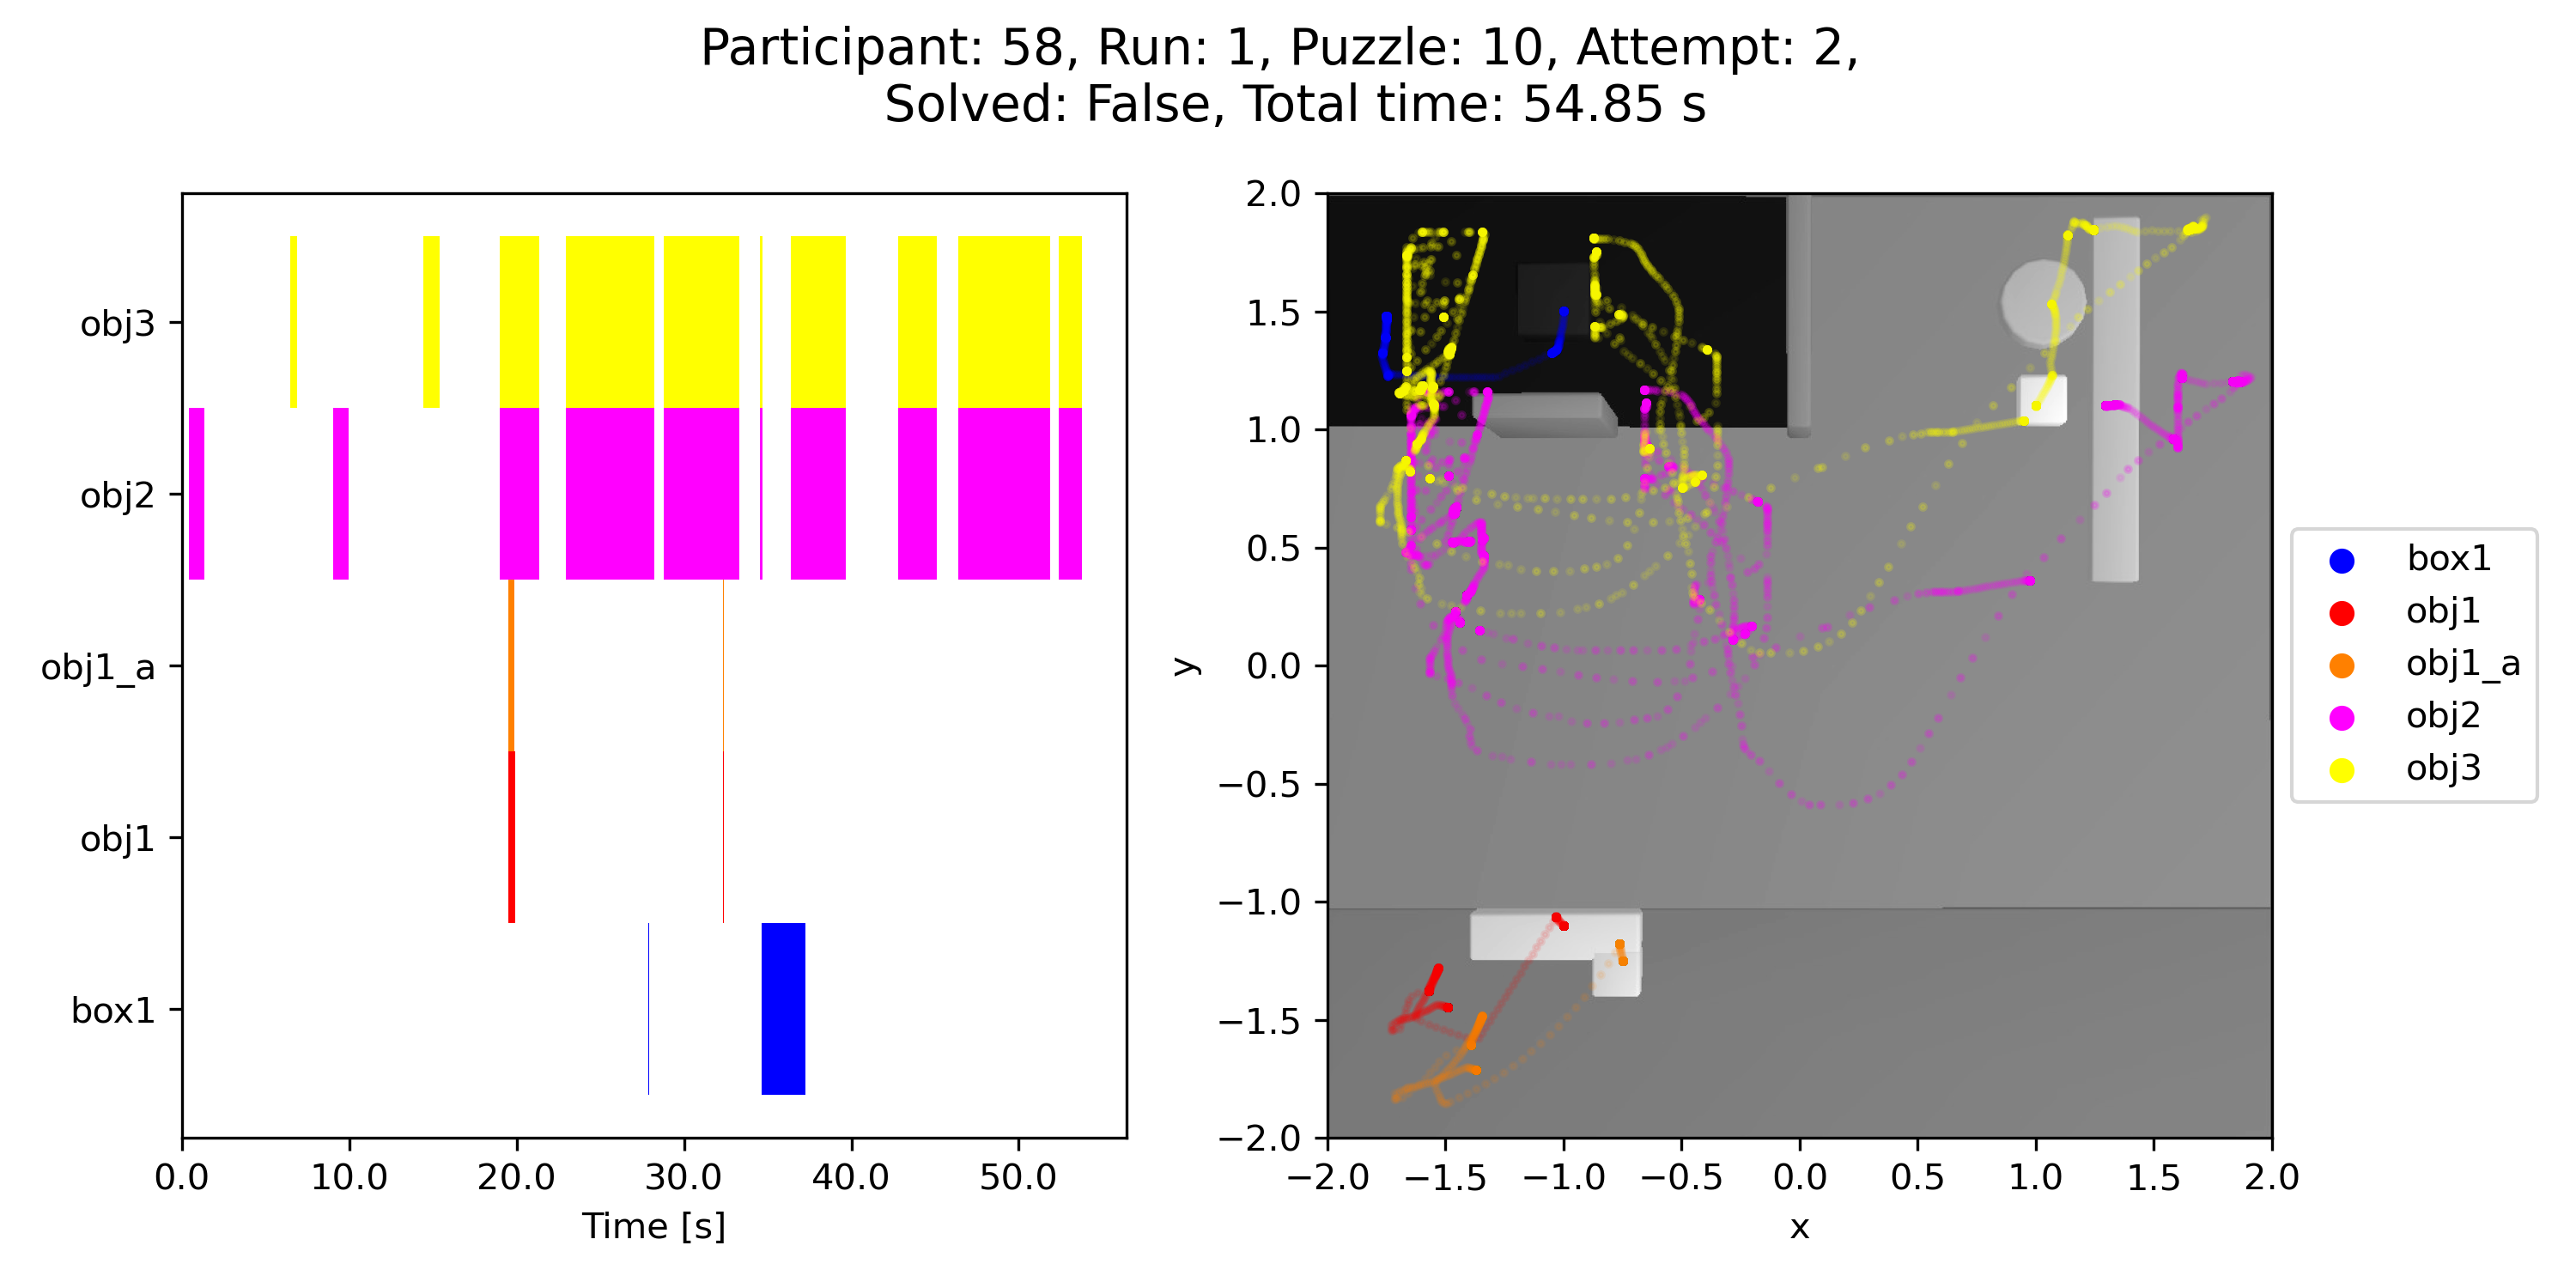 Participant: 58, Run: 1, Puzzle: 10, Attempt: 2,
Solved: False, Total time: 54.85 s
obj3
obj2
obj1_a
obj1
box1
0.0 10.0 20.0 30.0 40.0 50.0
Time [s]
2.0
1.5
1.0
0.5
0.0
−0.5
−1.0
−1.5
−2.0
y
−2.0 −1.5 −1.0 −0.5 0.0 0.5 1.0 1.5 2.0
x
box1
obj1
obj1_a
obj2
obj3